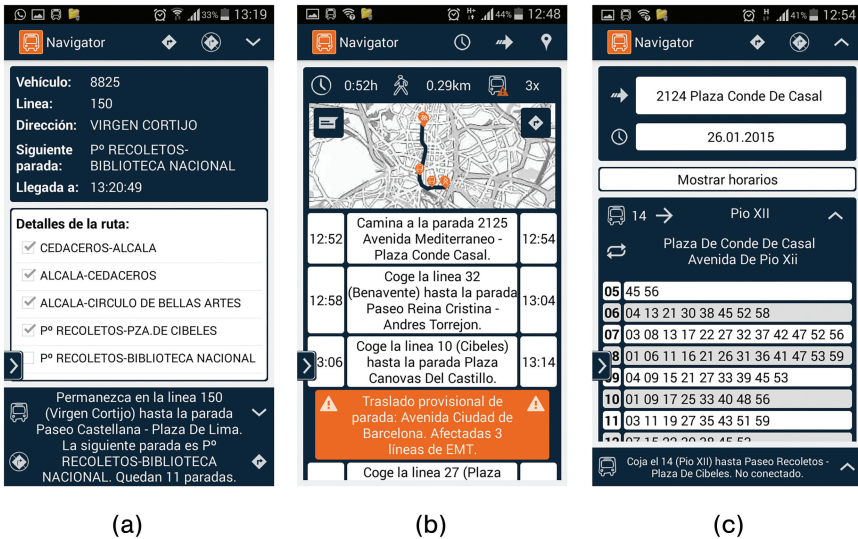 33% 13:19
Navigator
Vehículo: 8825
Linea: 150
Dirección: VIRGEN CORTIJO
Siguiente parada: Pº RECOLETOS-
BIBLIOTECA NACIONAL
Llegada a: 13:20:49
Detalles de la ruta:
CEDACEROS-ALCALA
ALCALA-CEDACEROS
ALCALA-CIRCULO DE BELLAS ARTES
Pº RECOLETOS-PZA.DE CIBELES
Pº RECOLETOS-BIBLIOTECA NACIONAL
Permanezca en la linea 150
(Virgen Cortijo) hasta la parada
Paseo Castellana - Plaza De Lima.
La siguiente parada es Pº
RECOLETOS-BIBLIOTECA
NACIONAL. Quedan 11 paradas.
(a)
H+ 44% 12:48
Navigator
0:52h 0.29km 3x
12:52 Camina a la parada 2125 12:54
Avenida Mediterraneo -
Plaza Conde Casal.
Coge la linea 32
12:58 (Benavente) hasta la parada 13:04
Paseo Reina Cristina -
Andres Torrejon.
Coge la linea 10 (Cibeles)
3:06 hasta la parada Plaza 13:14
Canovas Del Castillo.
Traslado provisional de
parada: Avenida Ciudad de
Barcelona. Afectadas 3
líneas de EMT.
Coge la linea 27 (Plaza
(b)
H 41% 12:54
Navigator
2124 Plaza Conde De Casal
26.01.2015
Mostrar horarios
14 Pio XII
Plaza De Conde De Casal
Avenida De Pio Xii
05 45 56
06 04 13 21 30 38 45 52 58
07 03 08 13 17 22 27 32 37 42 47 52 56
8 01 06 11 16 21 26 31 36 41 47 53 59
9 04 09 15 21 27 33 39 45 53
10 01 09 17 25 33 40 48 56
11 03 11 19 27 35 43 51 59
Coja el 14 (Pio XII) hasta Paseo Recoletos -
Plaza De Cibeles. No conectado.
(c)